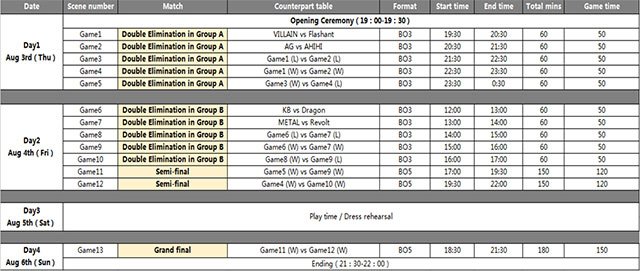 Date Scene number Match Counterpart table Format Start time End time Total mins Game time
Opening Ceremony ( 19 : 00-19 : 30 )
Day1
Aug 3rd ( Thu )
Game1 Double Elimination in Group A VILLAIN vs Flashant BO3 19:30 20:30 60 50
Game2 Double Elimination in Group A AG vs AHIHI BO3 20:30 21:30 60 50
Game3 Double Elimination in Group A Game1 (L) vs Game2 (L) BO3 21:30 22:30 60 50
Game4 Double Elimination in Group A Game1 (W) vs Game2 (W) BO3 22:30 23:30 60 50
Game5 Double Elimination in Group A Game3 (W) vs Game4 (L) BO3 23:30 0:30 60 50
Day2
Aug 4th ( Fri )
Game6 Double Elimination in Group B KB vs Dragon BO3 12:00 13:00 60 50
Game7 Double Elimination in Group B METAL vs Revolt BO3 13:00 14:00 60 50
Game8 Double Elimination in Group B Game6 (L) vs Game7 (L) BO3 14:00 15:00 60 50
Game9 Double Elimination in Group B Game6 (W) vs Game7 (W) BO3 15:00 16:00 60 50
Game10 Double Elimination in Group B Game8 (W) vs Game9 (L) BO3 16:00 17:00 60 50
Game11 Semi-final Game5 (W) vs Game9 (W) BO5 17:00 19:30 150 120
Game12 Semi-final Game4 (W) vs Game10 (W) BO5 19:30 22:00 150 120
Day3
Aug 5th ( Sat )
Play time / Dress rehearsal
Day4
Aug 6th ( Sun )
Game13 Grand final Game11 (W) vs Game12 (W) BO5 18:30 21:30 180 150
Ending ( 21 : 30-22 : 00 )